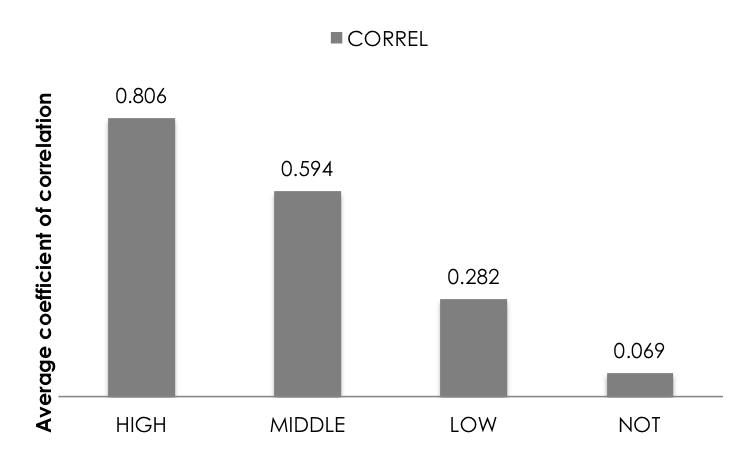 CORREL
Average coefficient of correlation
0.806
0.594
0.282
0.069
HIGH MIDDLE LOW NOT